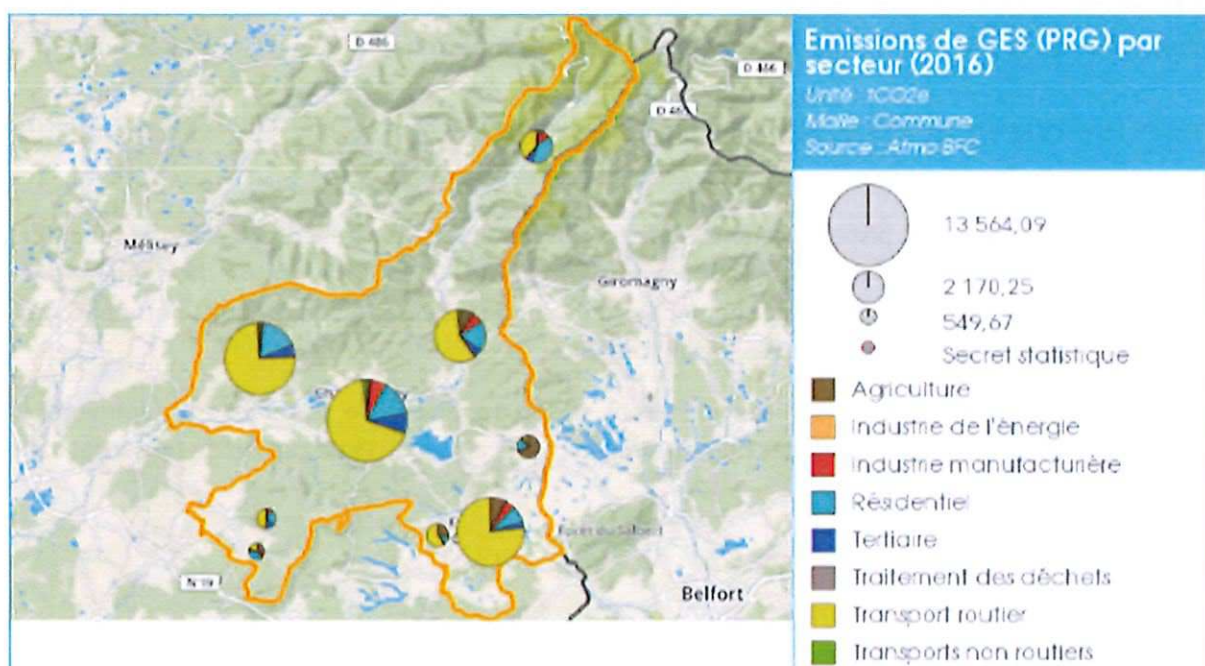 D 486
D 466
D 465
Mélisey
Giromagny
N 19
Belfort
Emissions de GES (PRG) par
secteur (2016)
Unité : tCO2e
Maille : Commune
Source : Atmo BFC
13 564,09
2 170,25
549,67
Secret statistique
Agriculture
Industrie de l'énergie
Industrie manufacturière
Résidentiel
Tertiaire
Traitement des déchets
Transport routier
Transports non routiers